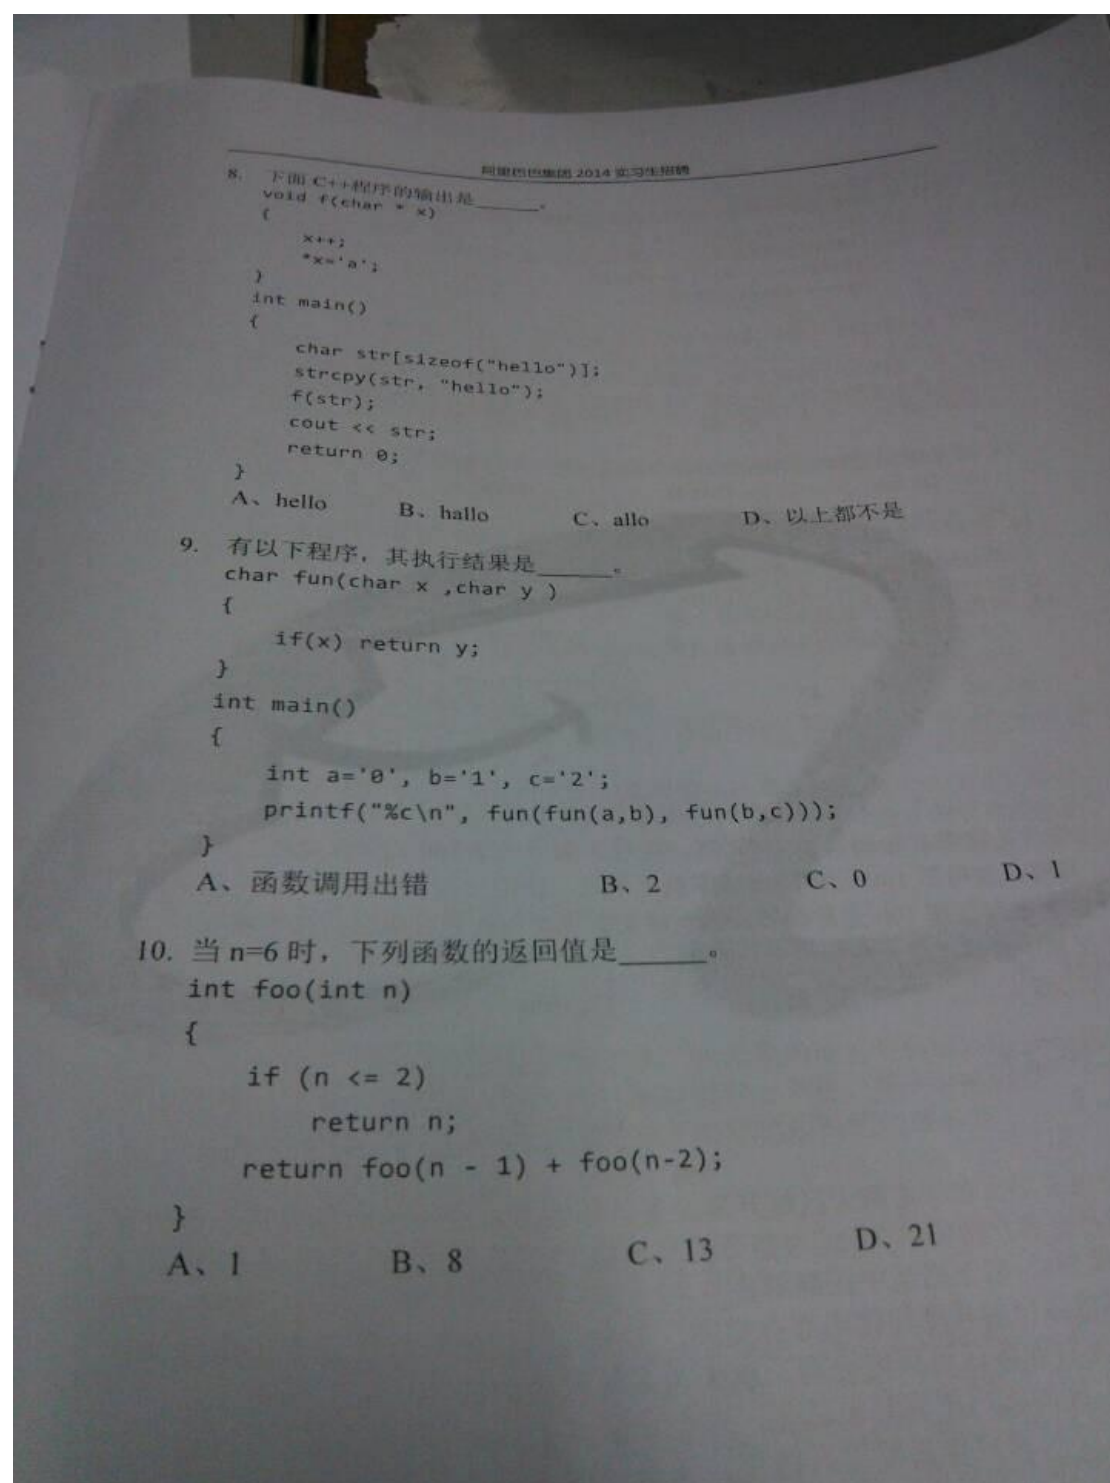 阿里巴巴集团 2014 实习生招聘
8. 下面 C++程序的输出是______。
void f(char * x)
{
x++;
*x='a';
}
int main()
{
char str[sizeof("hello")];
strcpy(str, "hello");
f(str);
cout << str;
return 0;
}
A、hello B、hallo C、allo D、以上都不是
9. 有以下程序，其执行结果是______。
char fun(char x ,char y )
{
if(x) return y;
}
int main()
{
int a='0', b='1', c='2';
printf("%c\n", fun(fun(a,b), fun(b,c)));
}
A、函数调用出错 B、2 C、0 D、1
10. 当 n=6 时，下列函数的返回值是______。
int foo(int n)
{
if (n <= 2)
return n;
return foo(n - 1) + foo(n-2);
}
A、1 B、8 C、13 D、21